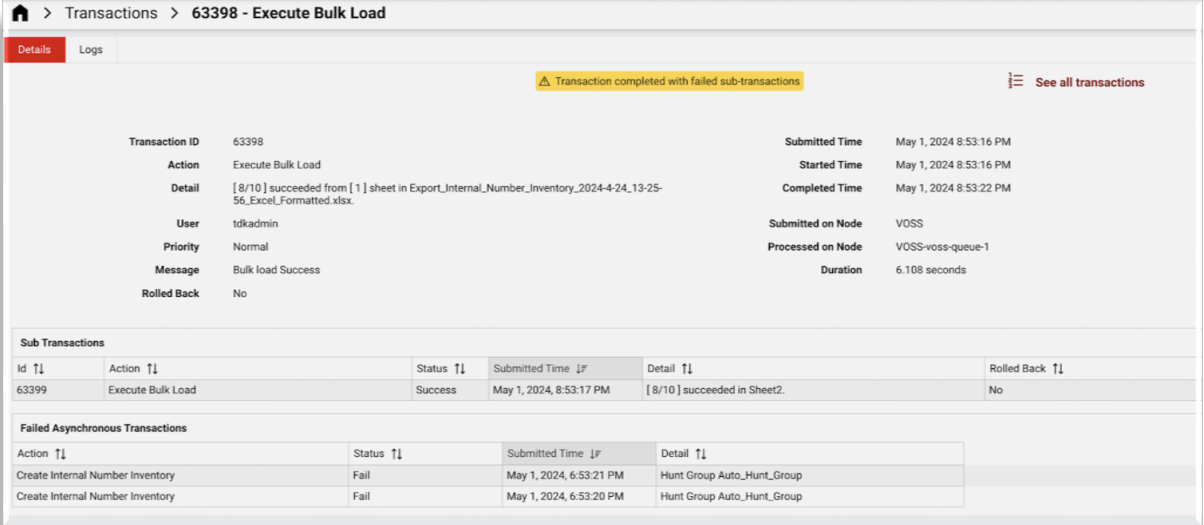 Transactions > 63398 - Execute Bulk Load
Details Logs
Transaction completed with failed sub-transactions
See all transactions
Transaction ID 63398
Action Execute Bulk Load
Detail [ 8/10 ] succeeded from [ 1 ] sheet in Export_Internal_Number_Inventory_2024-4-24_13-25-
56_Excel_Formatted.xlsx.
User tdkadmin
Priority Normal
Message Bulk load Success
Rolled Back No
Submitted Time May 1, 2024 8:53:16 PM
Started Time May 1, 2024 8:53:16 PM
Completed Time May 1, 2024 8:53:22 PM
Submitted on Node VOSS
Processed on Node VOSS-voss-queue-1
Duration 6.108 seconds
Sub Transactions
Id Action Status Submitted Time Detail Rolled Back
63399 Execute Bulk Load Success May 1, 2024, 8:53:17 PM [ 8/10 ] succeeded in Sheet2. No
Failed Asynchronous Transactions
Action Status Submitted Time Detail
Create Internal Number Inventory Fail May 1, 2024, 6:53:21 PM Hunt Group Auto_Hunt_Group
Create Internal Number Inventory Fail May 1, 2024, 6:53:20 PM Hunt Group Auto_Hunt_Group